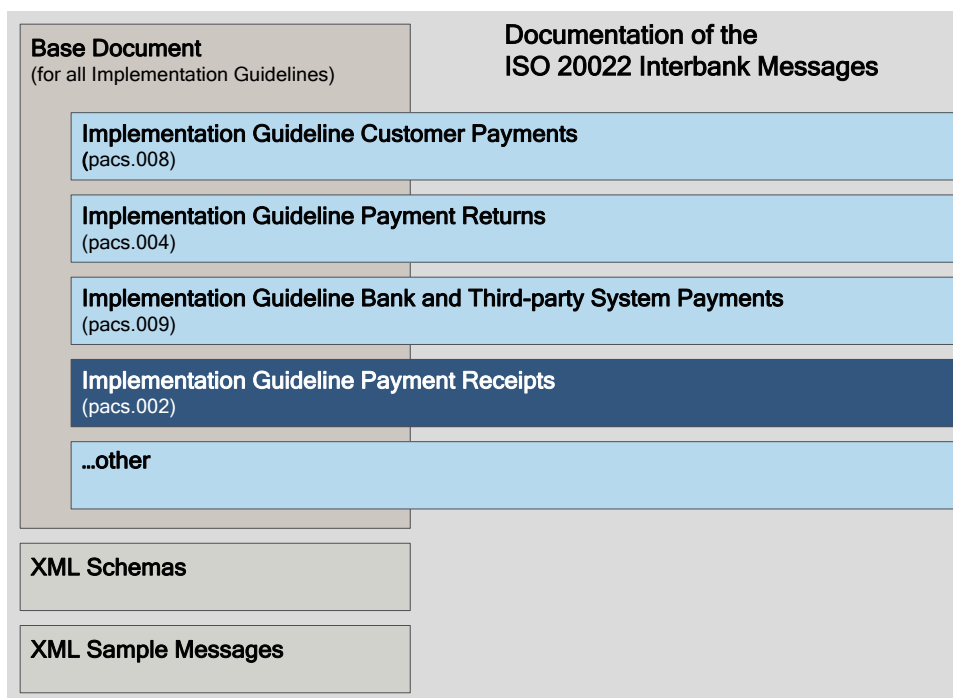 Base Document
(for all Implementation Guidelines)
Documentation of the
ISO 20022 Interbank Messages
Implementation Guideline Customer Payments
(pacs.008)
Implementation Guideline Payment Returns
(pacs.004)
Implementation Guideline Bank and Third-party System Payments
(pacs.009)
Implementation Guideline Payment Receipts
(pacs.002)
...other
XML Schemas
XML Sample Messages